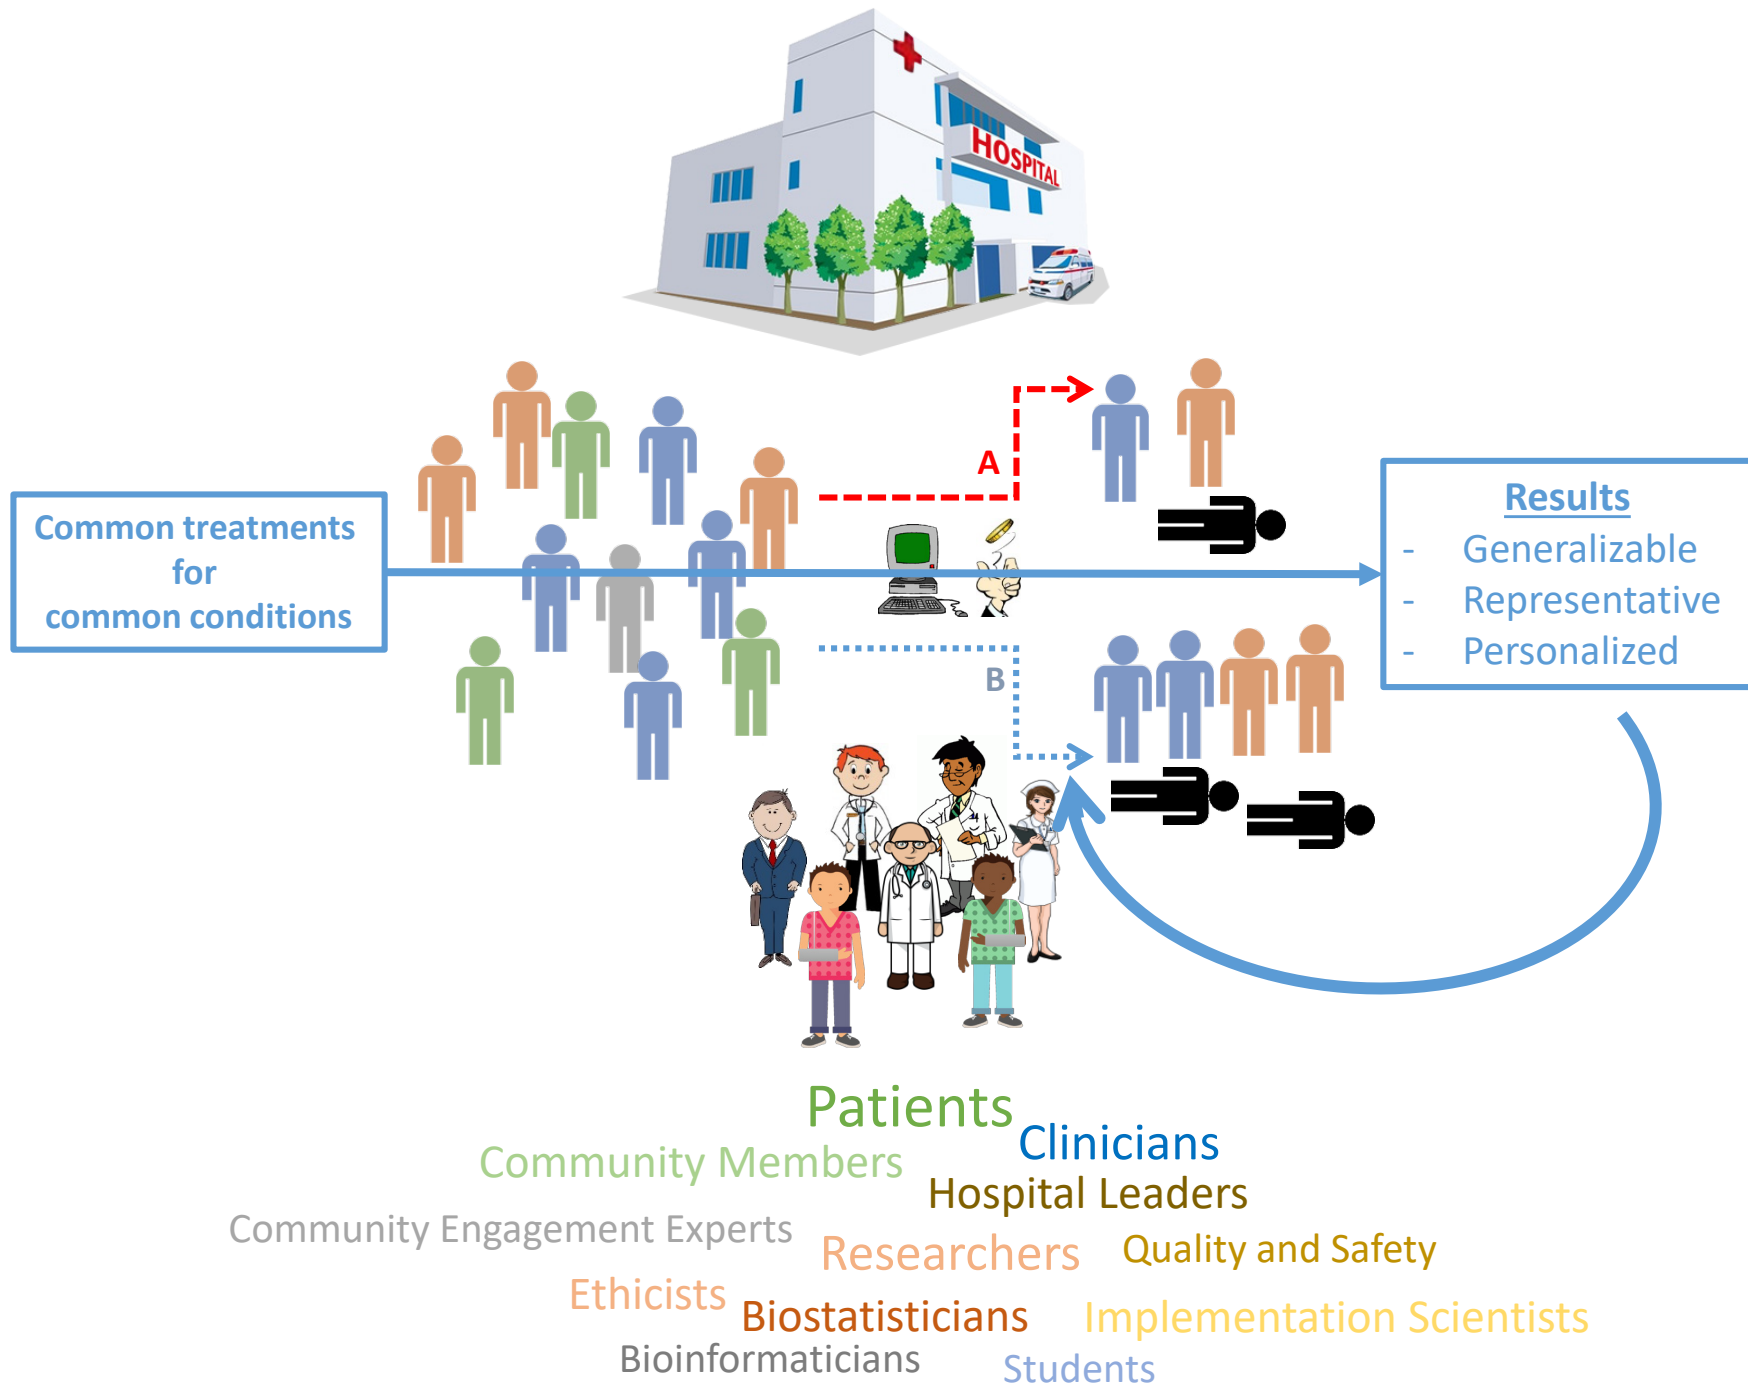 HOSPITAL
A
Common treatments
for
common conditions
Results
- Generalizable
- Representative
- Personalized
B
Patients
Clinicians
Community Members
Hospital Leaders
Community Engagement Experts
Researchers
Quality and Safety
Ethicists
Biostatisticians
Implementation Scientists
Bioinformaticians
Students